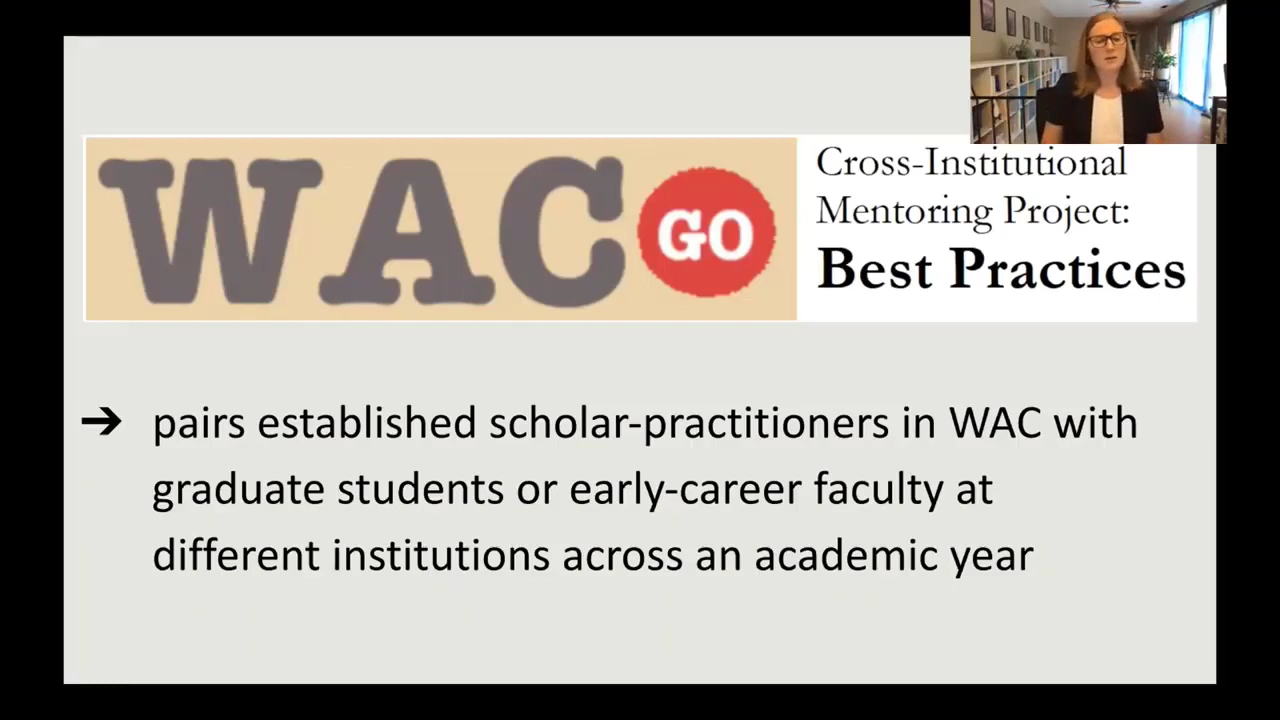 WAC GO
Cross-Institutional
Mentoring Project:
Best Practices
➔ pairs established scholar-practitioners in WAC with
graduate students or early-career faculty at
different institutions across an academic year